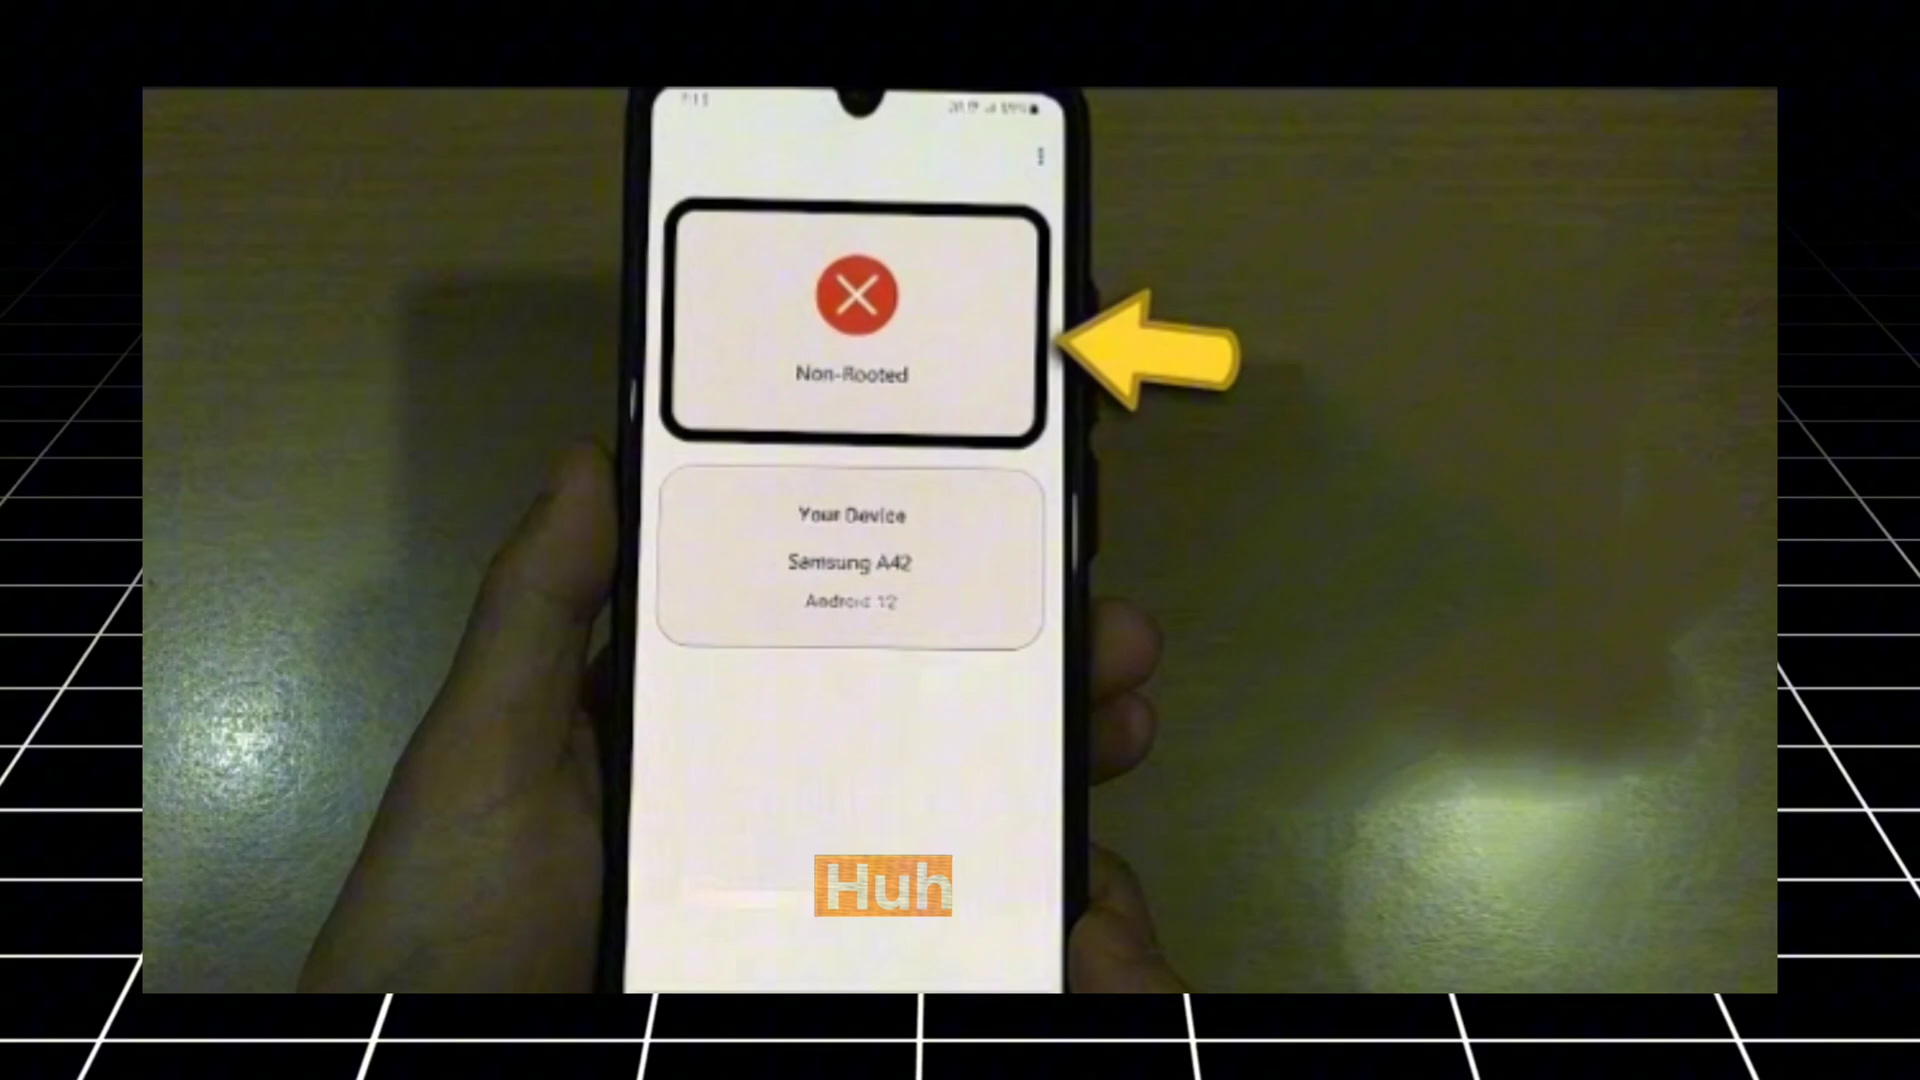 Non-Rooted
Your Device
Samsung A42
Android 12
Huh